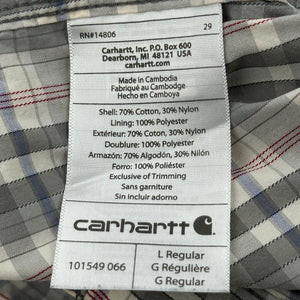 RN#14806 29
Carhartt, Inc. P.O. Box 600
Dearborn, MI 48121 USA
carhartt.com
Made in Cambodia
Fabriqué au Cambodge
Hecho en Camboya
Shell: 70% Cotton, 30% Nylon
Lining: 100% Polyester
Extérieur: 70% Coton, 30% Nylon
Doublure: 100% Polyester
Armazón: 70% Algodón, 30% Nilón
Forro: 100% Poliéster
Exclusive of Trimming
Sans garniture
Sin incluir adorno
carhartt
101549 066
L Regular
G Régulière
G Regular